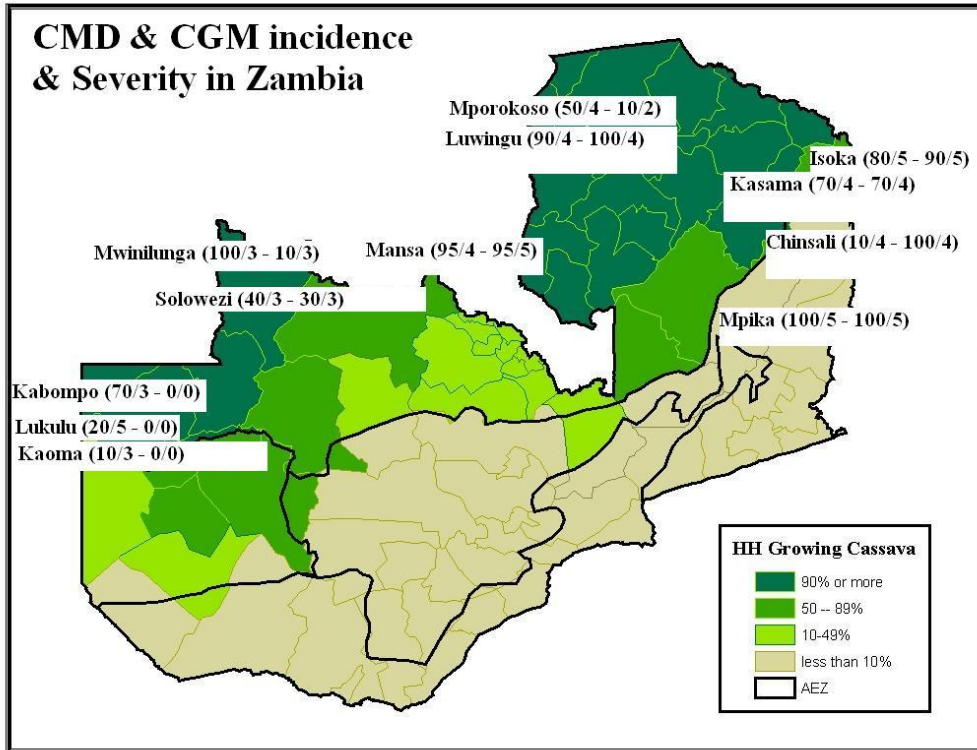 CMD & CGM incidence
& Severity in Zambia
Mporokoso (50/4 - 10/2)
Luwingu (90/4 - 100/4)
Isoka (80/5 - 90/5)
Kasama (70/4 - 70/4)
Mwinilunga (100/3 - 10/3)
Mansa (95/4 - 95/5)
Chinsali (10/4 - 100/4)
Solowezi (40/3 - 30/3)
Mpika (100/5 - 100/5)
Kabompo (70/3 - 0/0)
Lukulu (20/5 - 0/0)
Kaoma (10/3 - 0/0)
HH Growing Cassava
90% or more
50 -- 89%
10-49%
less than 10%
AEZ